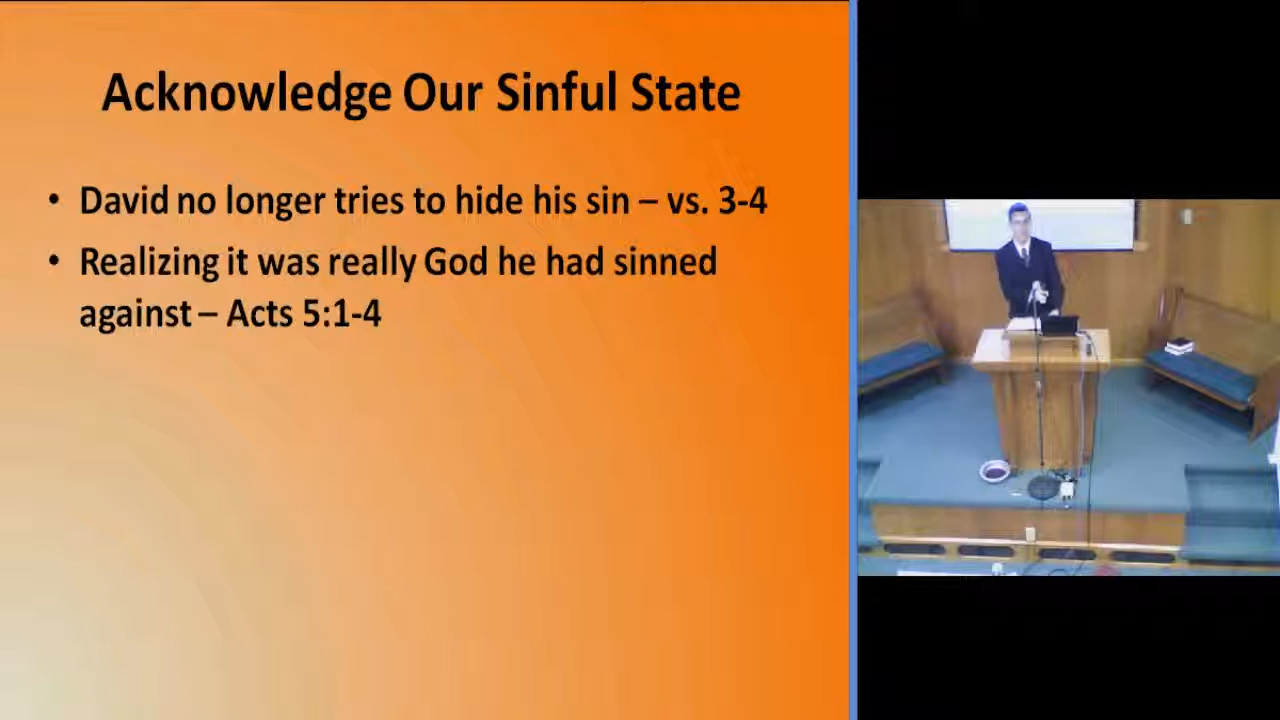 Acknowledge Our Sinful State
• David no longer tries to hide his sin – vs. 3-4
• Realizing it was really God he had sinned
against – Acts 5:1-4